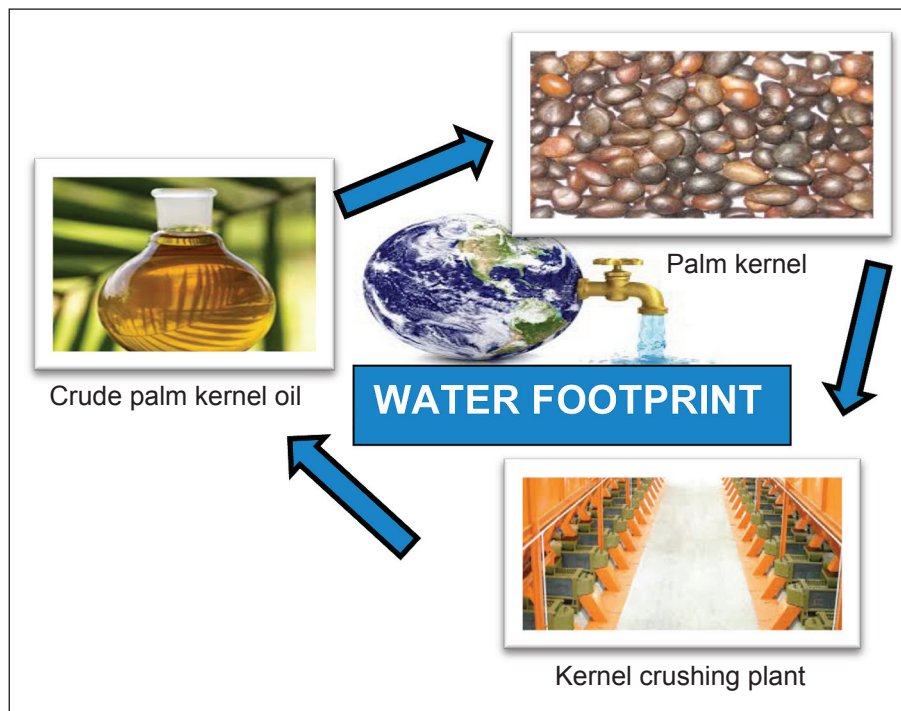 Palm kernel
Crude palm kernel oil
WATER FOOTPRINT
Kernel crushing plant